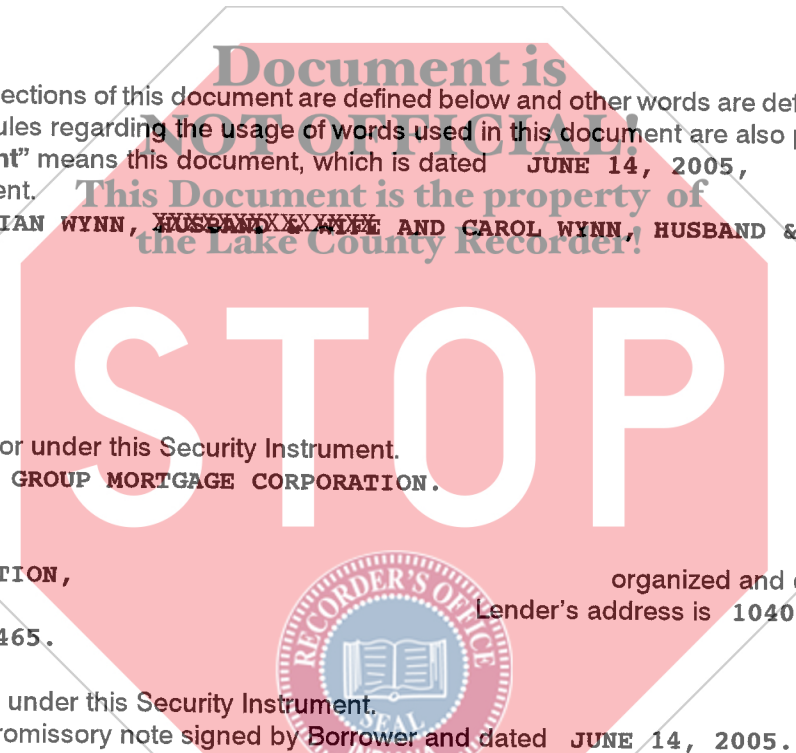 Document is
ections of this document are defined below and other words are def
ules regarding the usage of words used in this document are also p
NOT OFFICIAL!
nt” means this document, which is dated JUNE 14, 2005,
ent.
This Document is the property of
IAN WYNN, HUSBAND & WIFE AND CAROL WYNN, HUSBAND &
the Lake County Recorder!
STOP
or under this Security Instrument.
GROUP MORTGAGE CORPORATION.
TION,
organized and e
Lender's address is 1040
465.
RECORDER'S OFFICE
SEAL
under this Security Instrument.
romissory note signed by Borrower and dated JUNE 14, 2005.